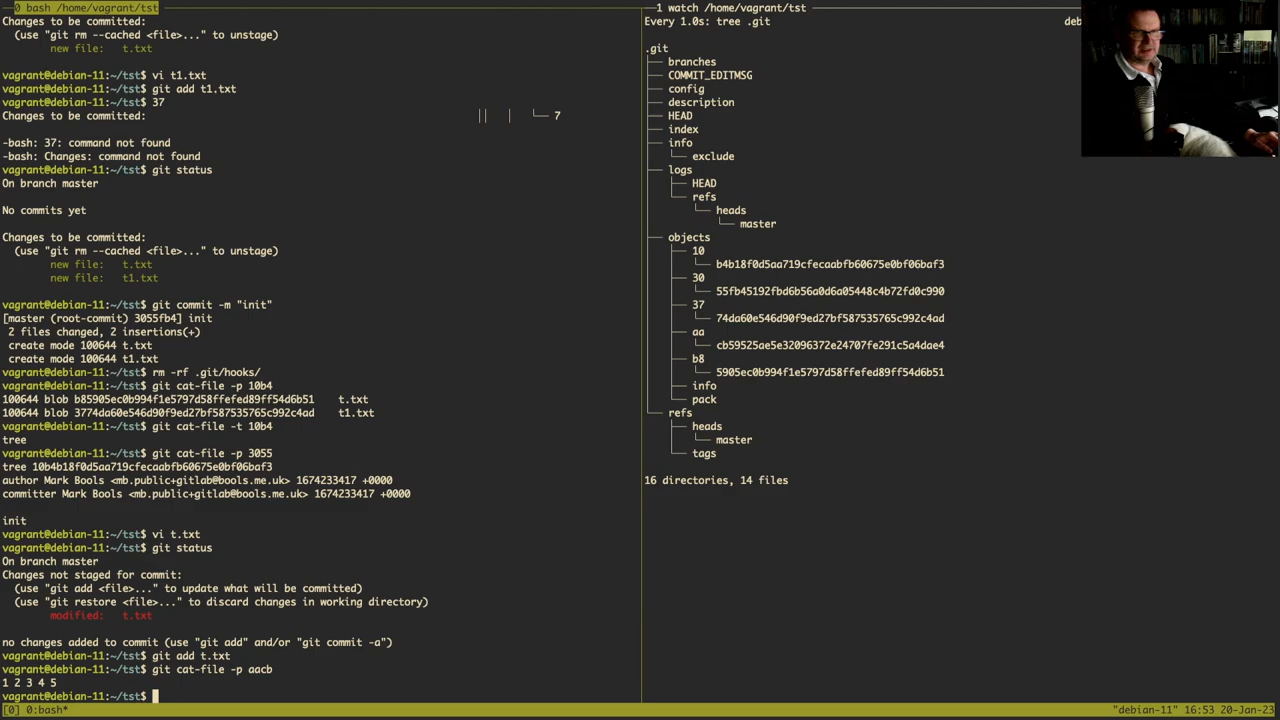 0 bash /home/vagrant/tst
Changes to be committed:
(use "git rm --cached <file>..." to unstage)
new file:   t.txt
vagrant@debian-11:~/tst$ vi t1.txt
vagrant@debian-11:~/tst$ git add t1.txt
vagrant@debian-11:~/tst$ 37
Changes to be committed:
││   │   └── 7
-bash: 37: command not found
-bash: Changes: command not found
vagrant@debian-11:~/tst$ git status
On branch master
No commits yet
Changes to be committed:
(use "git rm --cached <file>..." to unstage)
new file:   t.txt
new file:   t1.txt
vagrant@debian-11:~/tst$ git commit -m "init"
[master (root-commit) 3055fb4] init
2 files changed, 2 insertions(+)
create mode 100644 t.txt
create mode 100644 t1.txt
vagrant@debian-11:~/tst$ rm -rf .git/hooks/
vagrant@debian-11:~/tst$ git cat-file -p 10b4
100644 blob b85905ec0b994f1e5797d58ffefed89ff54d6b51    t.txt
100644 blob 3774da60e546d90f9ed27bf587535765c992c4ad    t1.txt
vagrant@debian-11:~/tst$ git cat-file -t 10b4
tree
vagrant@debian-11:~/tst$ git cat-file -p 3055
tree 10b4b18f0d5aa719cfecaabfb60675e0bf06baf3
author Mark Bools <mb.public+gitlab@bools.me.uk> 1674233417 +0000
committer Mark Bools <mb.public+gitlab@bools.me.uk> 1674233417 +0000
init
vagrant@debian-11:~/tst$ vi t.txt
vagrant@debian-11:~/tst$ git status
On branch master
Changes not staged for commit:
(use "git add <file>..." to update what will be committed)
(use "git restore <file>..." to discard changes in working directory)
modified:   t.txt
no changes added to commit (use "git add" and/or "git commit -a")
vagrant@debian-11:~/tst$ git add t.txt
vagrant@debian-11:~/tst$ git cat-file -p aacb
1 2 3 4 5
vagrant@debian-11:~/tst$
1 watch /home/vagrant/tst
Every 1.0s: tree .git    deb
.git
├── branches
├── COMMIT_EDITMSG
├── config
├── description
├── HEAD
├── index
├── info
│   └── exclude
├── logs
│   ├── HEAD
│   └── refs
│       └── heads
│           └── master
├── objects
│   ├── 10
│   │   └── b4b18f0d5aa719cfecaabfb60675e0bf06baf3
│   ├── 30
│   │   └── 55fb45192fbd6b56a0d6a05448c4b72fd0c990
│   ├── 37
│   │   └── 74da60e546d90f9ed27bf587535765c992c4ad
│   ├── aa
│   │   └── cb59525ae5e32096372e24707fe291c5a4dae4
│   ├── b8
│   │   └── 5905ec0b994f1e5797d58ffefed89ff54d6b51
│   ├── info
│   └── pack
└── refs
├── heads
│   └── master
└── tags
16 directories, 14 files
[0] 0:bash*    "debian-11" 16:53 20-Jan-23